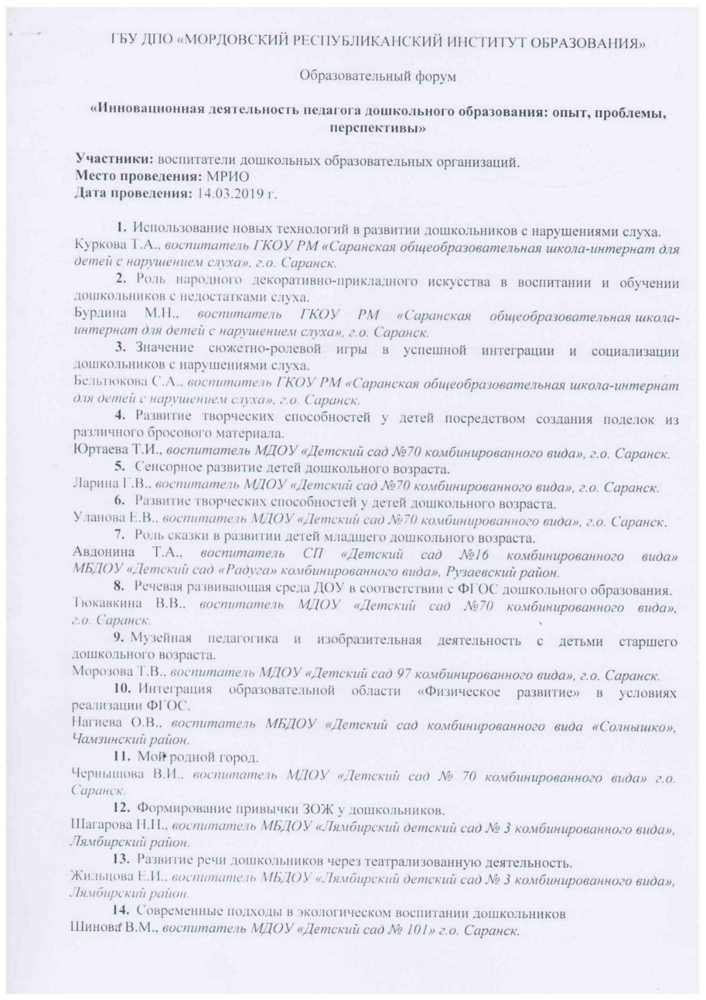 ГБУ ДПО «МОРДОВСКИЙ РЕСПУБЛИКАНСКИЙ ИНСТИТУТ ОБРАЗОВАНИЯ»
Образовательный форум
«Инновационная деятельность педагога дошкольного образования: опыт, проблемы,
перспективы»
Участники: воспитатели дошкольных образовательных организаций.
Место проведения: МРИО
Дата проведения: 14.03.2019 г.
1. Использование новых технологий в развитии дошкольников с нарушениями слуха.
Куркова Т.А., воспитатель ГКОУ РМ «Саранская общеобразовательная школа-интернат для
детей с нарушением слуха», г.о. Саранск.
2. Роль народного декоративно-прикладного искусства в воспитании и обучении
дошкольников с недостатками слуха.
Бурдина М.Н., воспитатель ГКОУ РМ «Саранская общеобразовательная школа-
интернат для детей с нарушением слуха», г.о. Саранск.
3. Значение сюжетно-ролевой игры в успешной интеграции и социализации
дошкольников с нарушениями слуха.
Бельтюкова С.А., воспитатель ГКОУ РМ «Саранская общеобразовательная школа-интернат
для детей с нарушением слуха», г.о. Саранск.
4. Развитие творческих способностей у детей посредством создания поделок из
различного бросового материала.
Юртаева Т.И., воспитатель МДОУ «Детский сад №70 комбинированного вида», г.о. Саранск.
5. Сенсорное развитие детей дошкольного возраста.
Ларина Г.В., воспитатель МДОУ «Детский сад №70 комбинированного вида», г.о. Саранск.
6. Развитие творческих способностей у детей дошкольного возраста.
Уланова Е.В., воспитатель МДОУ «Детский сад №70 комбинированного вида», г.о. Саранск.
7. Роль сказки в развитии детей младшего дошкольного возраста.
Авдонина Т.А., воспитатель СП «Детский сад №16 комбинированного вида»
МБДОУ «Детский сад «Радуга» комбинированного вида», Рузаевский район.
8. Речевая развивающая среда ДОУ в соответствии с ФГОС дошкольного образования.
Тюкавкина В.В., воспитатель МДОУ «Детский сад №70 комбинированного вида»,
г.о. Саранск.
9. Музейная педагогика и изобразительная деятельность с детьми старшего
дошкольного возраста.
Морозова Т.В., воспитатель МДОУ «Детский сад 97 комбинированного вида», г.о. Саранск.
10. Интеграция образовательной области «Физическое развитие» в условиях
реализации ФГОС.
Нагиева О.В., воспитатель МБДОУ «Детский сад комбинированного вида «Солнышко»,
Чамзинский район.
11. Мой родной город.
Чернышова В.И., воспитатель МДОУ «Детский сад № 70 комбинированного вида» г.о.
Саранск.
12. Формирование привычки ЗОЖ у дошкольников.
Шагарова Н.Н., воспитатель МБДОУ «Лямбирский детский сад № 3 комбинированного вида»,
Лямбирский район.
13. Развитие речи дошкольников через театрализованную деятельность.
Жильцова Е.И., воспитатель МБДОУ «Лямбирский детский сад № 3 комбинированного вида»,
Лямбирский район.
14. Современные подходы в экологическом воспитании дошкольников
Шинова В.М., воспитатель МДОУ «Детский сад № 101» г.о. Саранск.